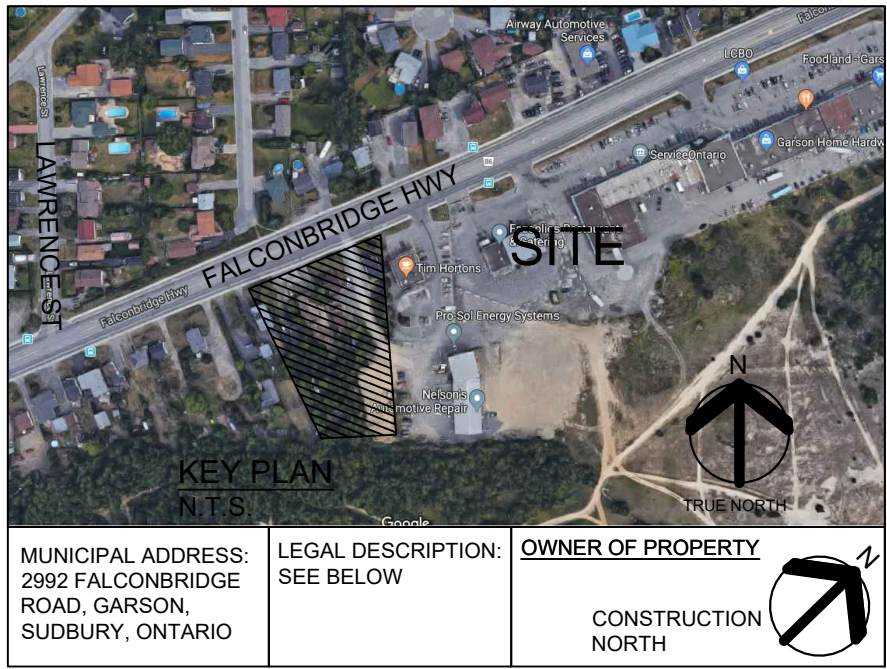 Airway Automotive
Services
LCBO
Foodland - Gars
Garson Home Hardw
ServiceOntario
Lawrence St
LAWRENCE ST
86
FALCONBRIDGE HWY
SITE
& Catering
Tim Hortons
Falconbridge Hwy
Pro Sol Energy Systems
Nelson's
Automotive Repair
N
TRUE NORTH
KEY PLAN
N.T.S.
Google
MUNICIPAL ADDRESS:
2992 FALCONBRIDGE
ROAD, GARSON,
SUDBURY, ONTARIO
LEGAL DESCRIPTION:
SEE BELOW
OWNER OF PROPERTY
N
CONSTRUCTION
NORTH